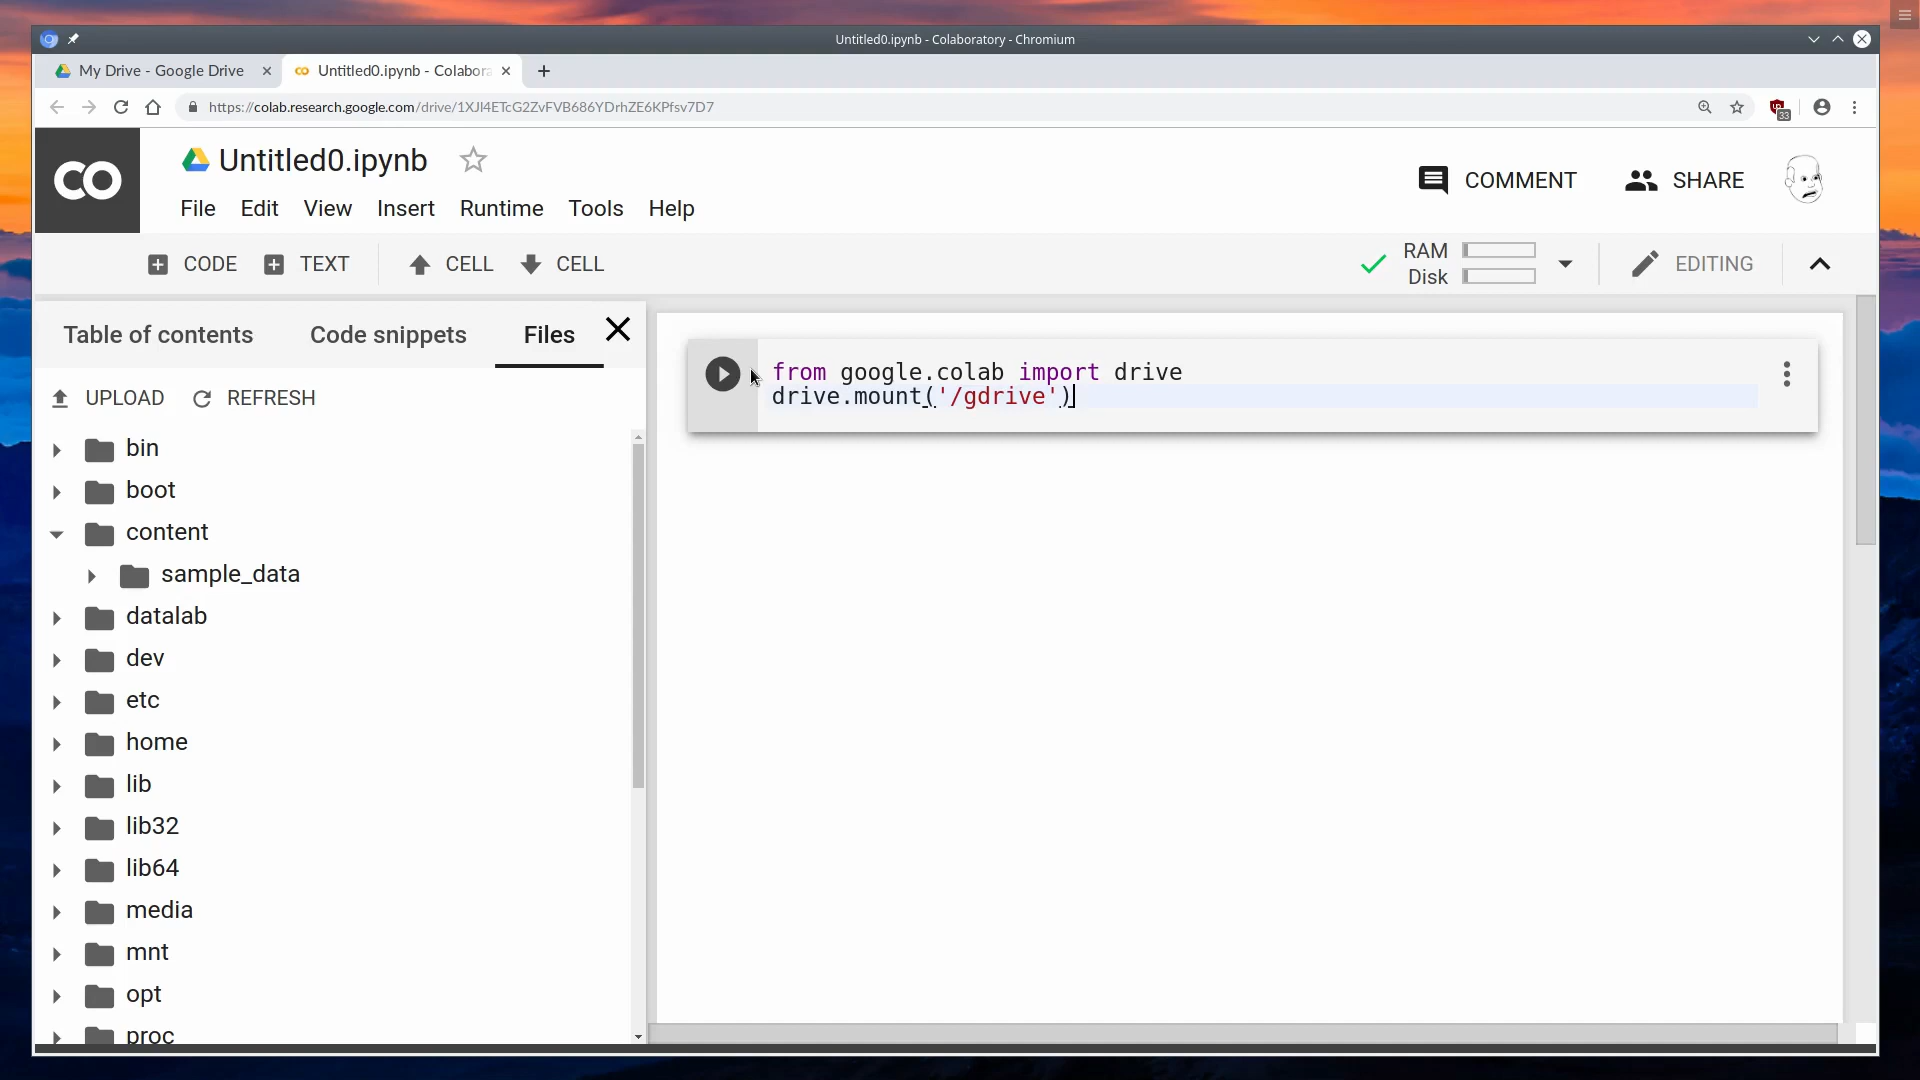 Untitled0.ipynb - Colaboratory - Chromium
My Drive - Google Drive
Untitled0.ipynb - Colabora
https://colab.research.google.com/drive/1XJI4ETcG2ZvFVB686YDrhZE6KPfsv7D7
33
CO
Untitled0.ipynb
COMMENT
SHARE
File Edit View Insert Runtime Tools Help
CODE TEXT CELL CELL
RAM
Disk
EDITING
Table of contents Code snippets Files
UPLOAD REFRESH
from google.colab import drive
drive.mount('/gdrive')
bin
boot
content
sample_data
datalab
dev
etc
home
lib
lib32
lib64
media
mnt
opt
proc